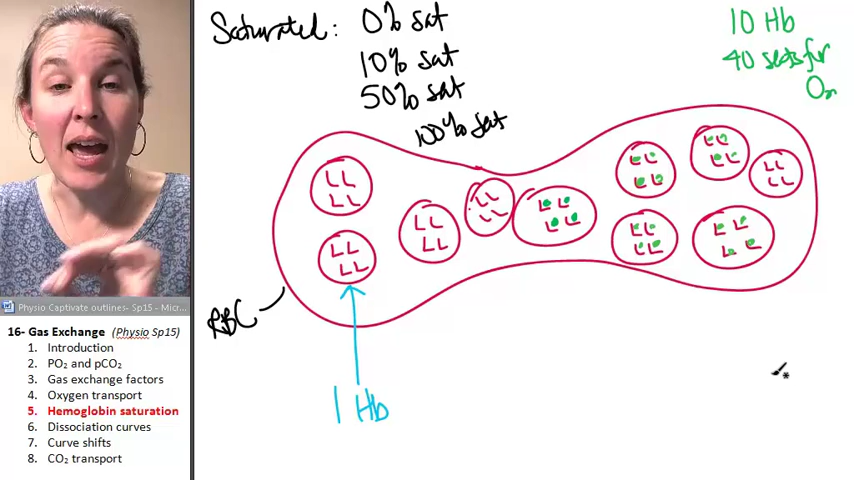 Saturated: 0% sat
10% sat
50% sat
100% sat
10 Hb
40 seats for
O₂
RBC
1 Hb
Physio Captivate outlines- Sp15 - Micr...
16- Gas Exchange (Physio Sp15)
1. Introduction
2. PO₂ and pCO₂
3. Gas exchange factors
4. Oxygen transport
5. Hemoglobin saturation
6. Dissociation curves
7. Curve shifts
8. CO₂ transport